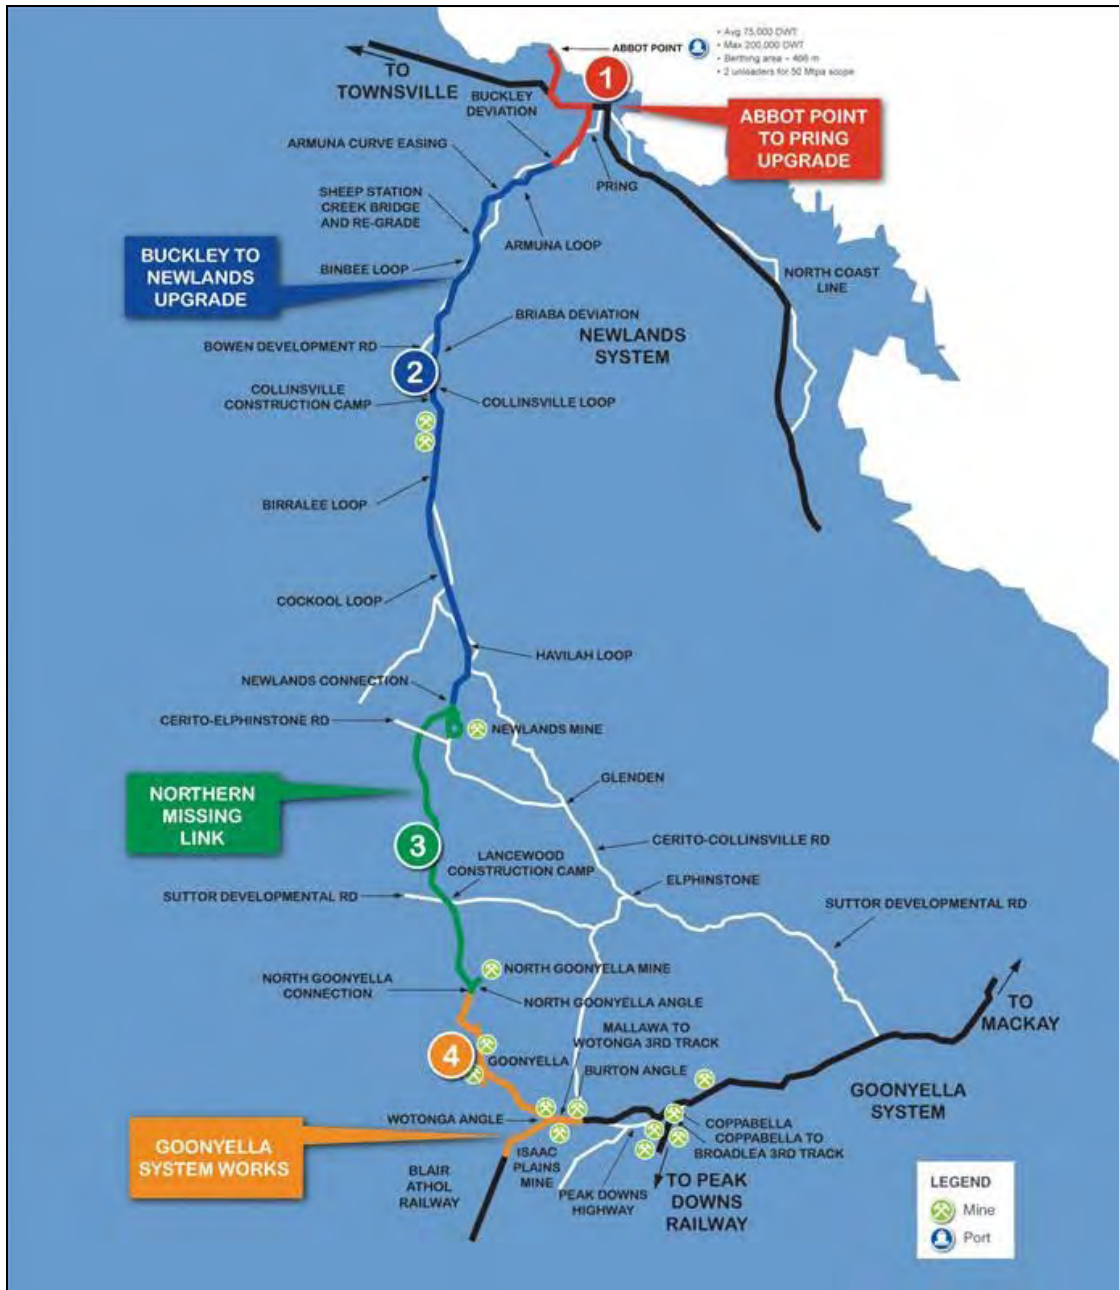 • Avg 75,000 DWT
• Max 200,000 DWT
• Berthing area – 466 m
• 2 unloaders for 50 Mtpa scope
ABBOT POINT
TO
TOWNSVILLE
1
BUCKLEY
DEVIATION
ABBOT POINT
TO PRING
UPGRADE
ARMUNA CURVE EASING
PRING
SHEEP STATION
CREEK BRIDGE
AND RE-GRADE
ARMUNA LOOP
BUCKLEY TO
NEWLANDS
UPGRADE
BINBEE LOOP
NORTH COAST
LINE
BRIABA DEVIATION
NEWLANDS
SYSTEM
BOWEN DEVELOPMENT RD
2
COLLINSVILLE
CONSTRUCTION CAMP
COLLINSVILLE LOOP
BIRRALEE LOOP
COCKOOL LOOP
HAVILAH LOOP
NEWLANDS CONNECTION
CERITO-ELPHINSTONE RD
NEWLANDS MINE
GLENDEN
NORTHERN
MISSING
LINK
3
CERITO-COLLINSVILLE RD
LANCEWOOD
CONSTRUCTION CAMP
ELPHINSTONE
SUTTOR DEVELOPMENTAL RD
SUTTOR DEVELOPMENTAL RD
NORTH GOONYELLA MINE
NORTH GOONYELLA
CONNECTION
NORTH GOONYELLA ANGLE
TO
MACKAY
MALLAWA TO
WOTONGA 3RD TRACK
4
GOONYELLA
BURTON ANGLE
GOONYELLA
SYSTEM
WOTONGA ANGLE
COPPABELLA
COPPABELLA TO
BROADLEA 3RD TRACK
GOONYELLA
SYSTEM WORKS
ISAAC
PLAINS
MINE
BLAIR
ATHOL
RAILWAY
PEAK DOWNS
HIGHWAY
TO PEAK
DOWNS
RAILWAY
LEGEND
Mine
Port